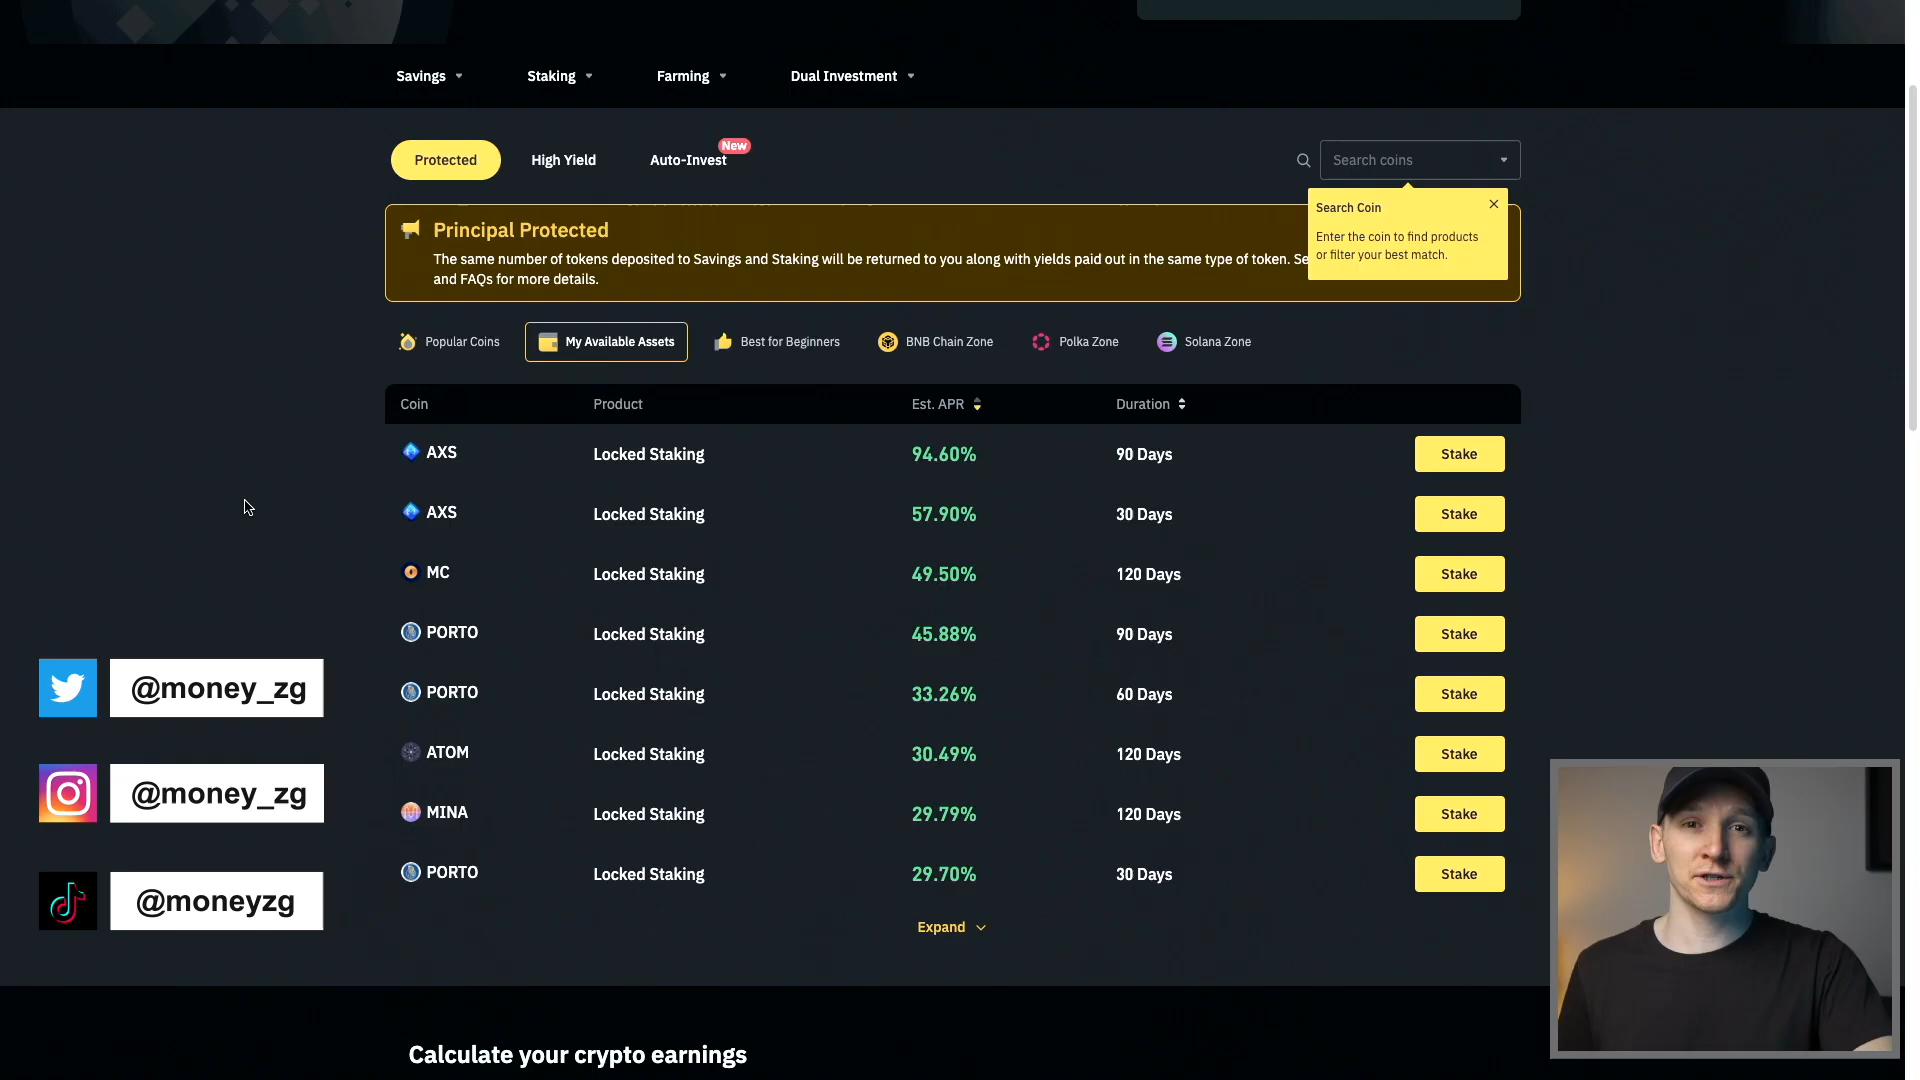 Savings
Staking
Farming
Dual Investment
Protected
High Yield
Auto-Invest
New
Search coins
Principal Protected
The same number of tokens deposited to Savings and Staking will be returned to you along with yields paid out in the same type of token. Se
and FAQs for more details.
Search Coin
Enter the coin to find products
or filter your best match.
Popular Coins
My Available Assets
Best for Beginners
BNB Chain Zone
Polka Zone
Solana Zone
Coin Product Est. APR Duration
AXS Locked Staking 94.60% 90 Days Stake
AXS Locked Staking 57.90% 30 Days Stake
MC Locked Staking 49.50% 120 Days Stake
PORTO Locked Staking 45.88% 90 Days Stake
PORTO Locked Staking 33.26% 60 Days Stake
ATOM Locked Staking 30.49% 120 Days Stake
MINA Locked Staking 29.79% 120 Days Stake
PORTO Locked Staking 29.70% 30 Days Stake
Expand
@money_zg
@money_zg
@moneyzg
Calculate your crypto earnings